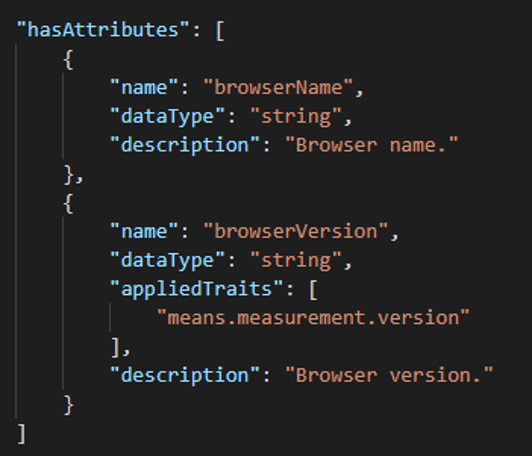 "hasAttributes": [
    {
        "name": "browserName",
        "dataType": "string",
        "description": "Browser name."
    },
    {
        "name": "browserVersion",
        "dataType": "string",
        "appliedTraits": [
            "means.measurement.version"
        ],
        "description": "Browser version."
    }
]